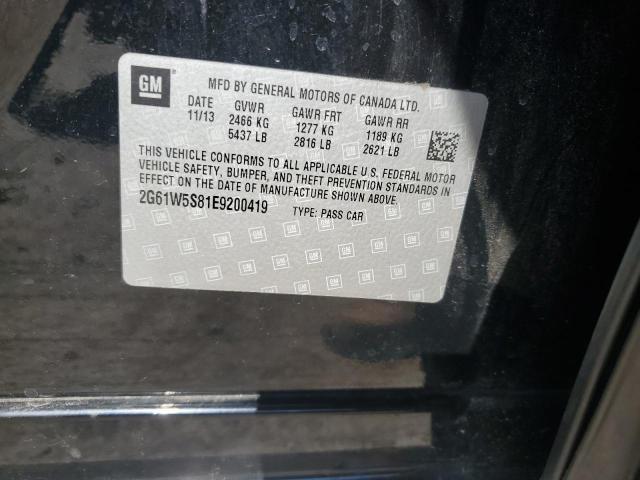 GM
MFD BY GENERAL MOTORS OF CANADA LTD.
DATE GVWR GAWR FRT GAWR RR
11/13 2466 KG 1277 KG 1189 KG
5437 LB 2816 LB 2621 LB
THIS VEHICLE CONFORMS TO ALL APPLICABLE U.S. FEDERAL MOTOR
VEHICLE SAFETY, BUMPER, AND THEFT PREVENTION STANDARDS IN
EFFECT ON THE DATE OF MANUFACTURE SHOWN ABOVE.
2G61W5S81E9200419 TYPE: PASS CAR